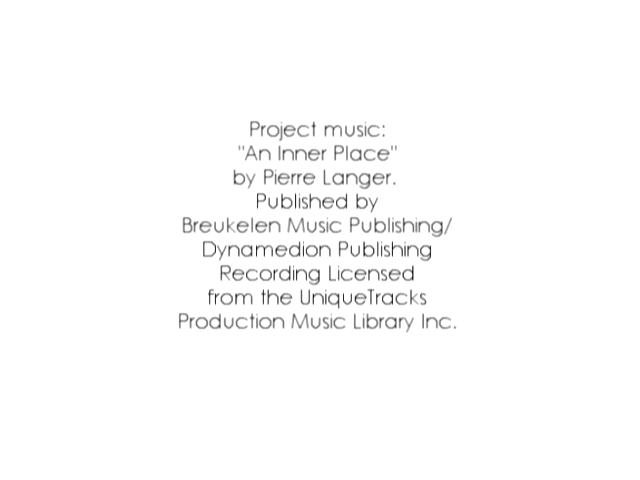 Project music:
"An Inner Place"
by Pierre Langer.
Published by
Breukelen Music Publishing/
Dynamedion Publishing
Recording Licensed
from the UniqueTracks
Production Music Library Inc.